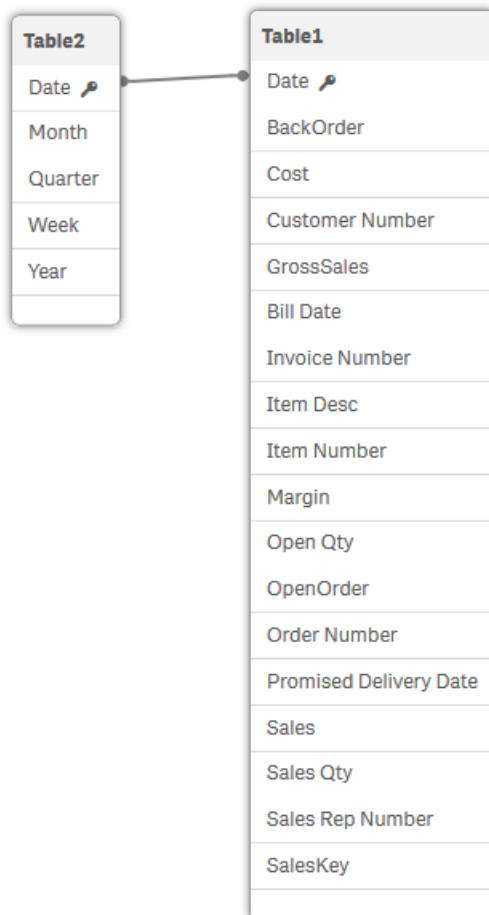 Table2
Date
Month
Quarter
Week
Year
Table1
Date
BackOrder
Cost
Customer Number
GrossSales
Bill Date
Invoice Number
Item Desc
Item Number
Margin
Open Qty
OpenOrder
Order Number
Promised Delivery Date
Sales
Sales Qty
Sales Rep Number
SalesKey